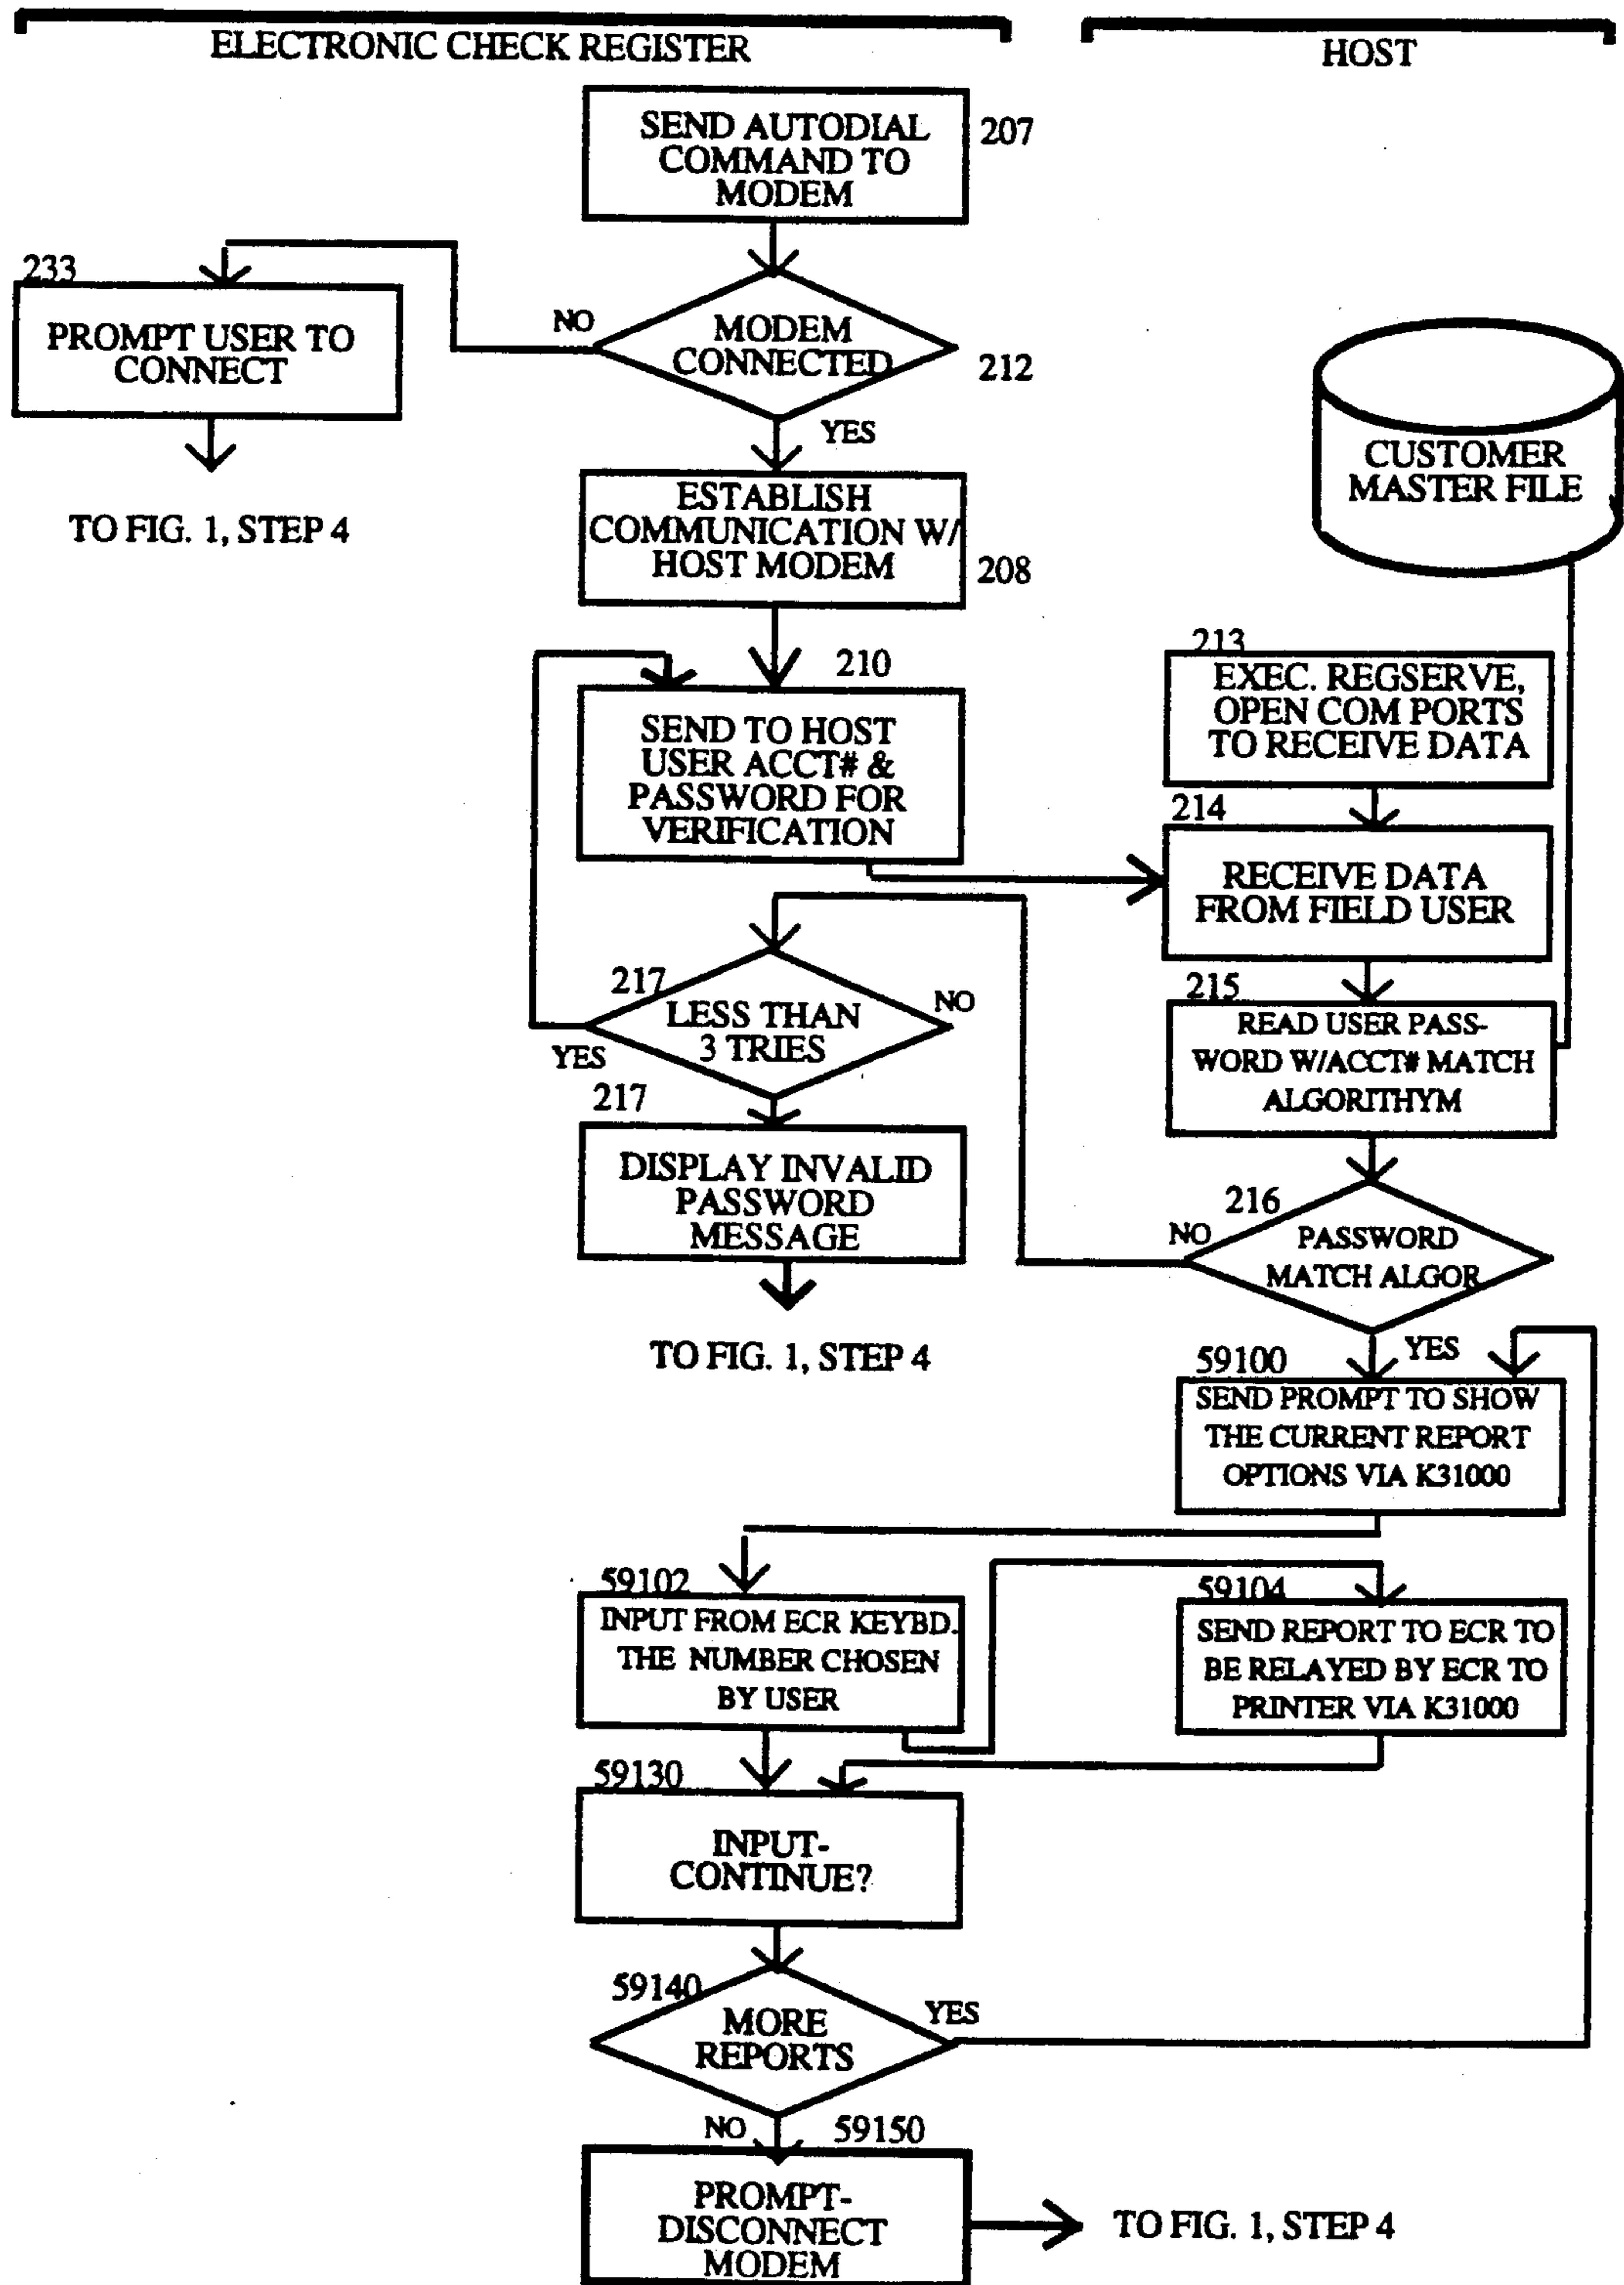 ELECTRONIC CHECK REGISTER
HOST
SEND AUTODIAL
COMMAND TO
MODEM
207
233
PROMPT USER TO
CONNECT
NO
MODEM
CONNECTED
212
YES
TO FIG. 1, STEP 4
CUSTOMER
MASTER FILE
ESTABLISH
COMMUNICATION W/
HOST MODEM
208
210
SEND TO HOST
USER ACCT# &
PASSWORD FOR
VERIFICATION
213
EXEC. REGSERVE,
OPEN COM PORTS
TO RECEIVE DATA
214
RECEIVE DATA
FROM FIELD USER
217
LESS THAN
3 TRIES
NO
YES
215
READ USER PASS-
WORD W/ACCT# MATCH
ALGORITHYM
217
DISPLAY INVALID
PASSWORD
MESSAGE
TO FIG. 1, STEP 4
216
NO
PASSWORD
MATCH ALGOR
YES
59100
SEND PROMPT TO SHOW
THE CURRENT REPORT
OPTIONS VIA K31000
59102
INPUT FROM ECR KEYBD.
THE NUMBER CHOSEN
BY USER
59104
SEND REPORT TO ECR TO
BE RELAYED BY ECR TO
PRINTER VIA K31000
59130
INPUT-
CONTINUE?
59140
MORE
REPORTS
YES
NO
59150
PROMPT-
DISCONNECT
MODEM
TO FIG. 1, STEP 4